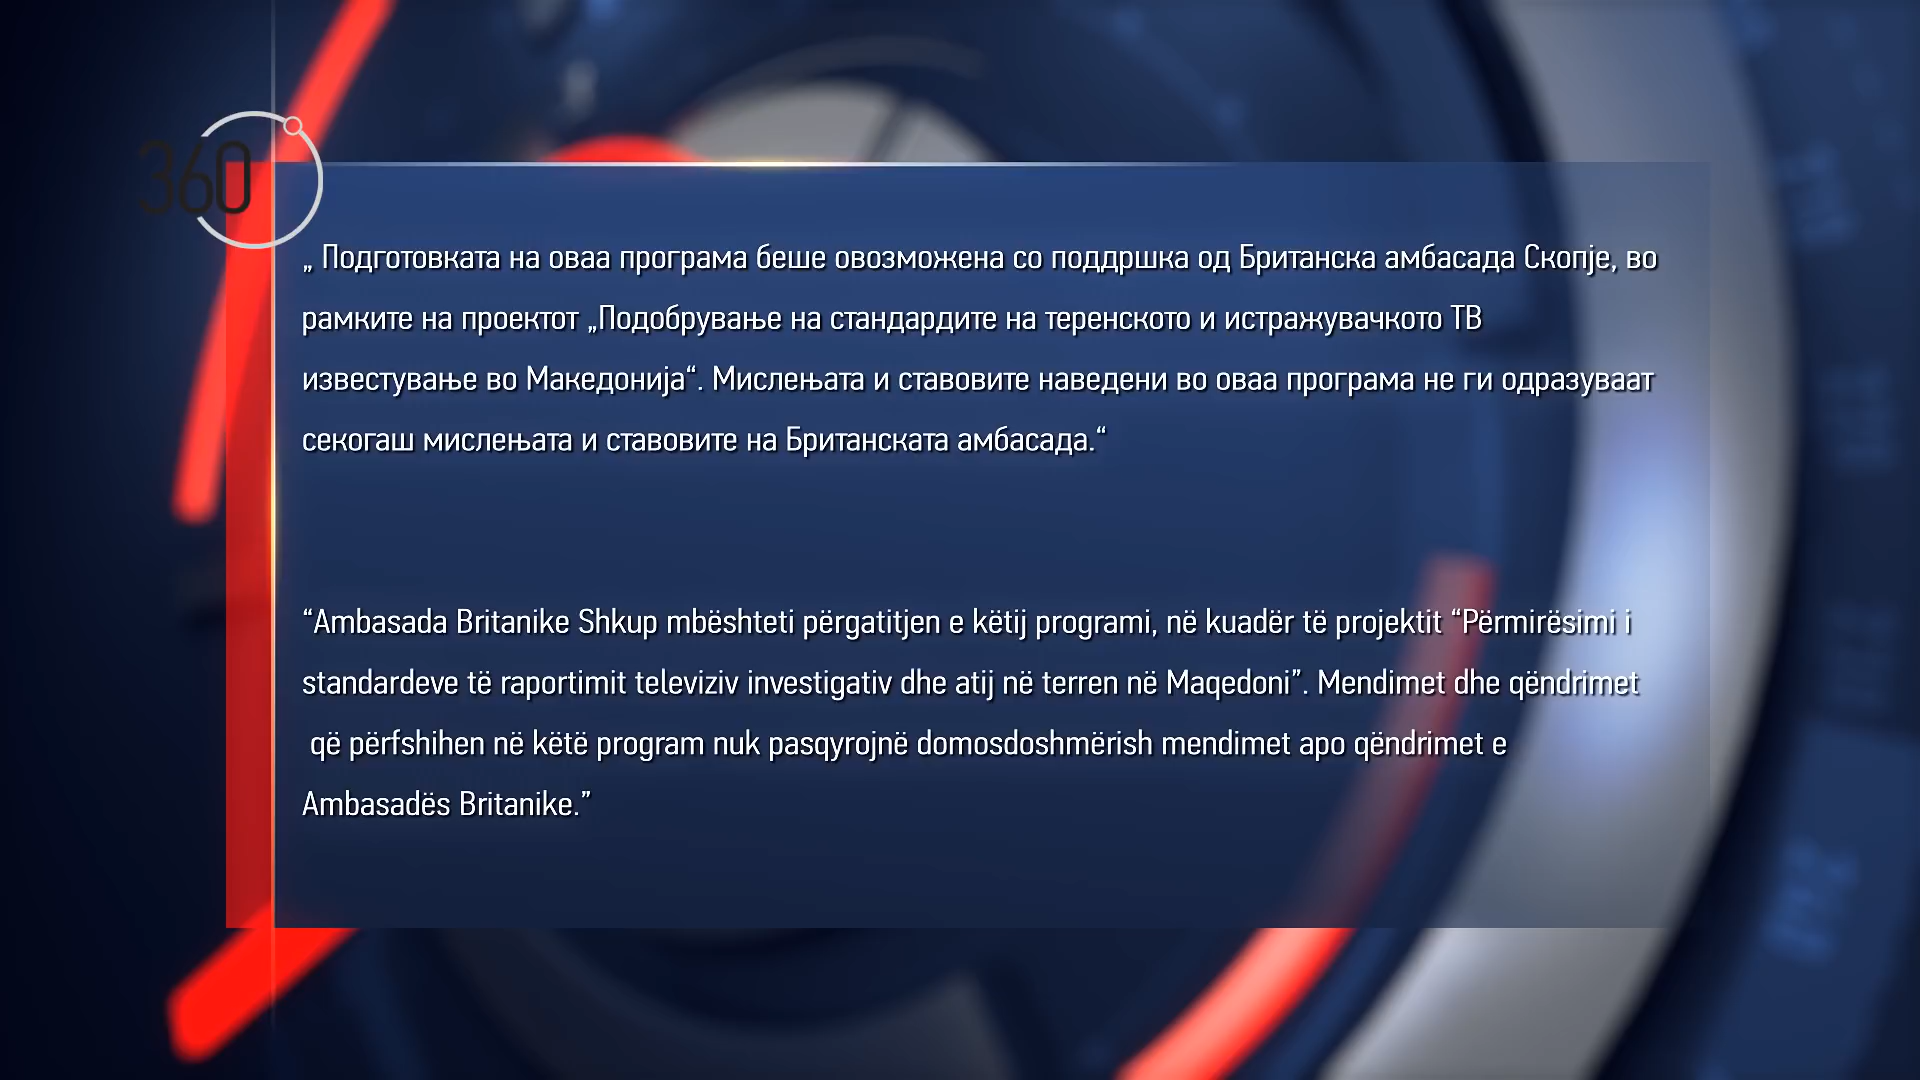 360
„ Подготовката на оваа програма беше овозможена со поддршка од Британска амбасада Скопје, во
рамките на проектот „Подобрување на стандардите на теренското и истражувачкото ТВ
известување во Македонија“. Мислењата и ставовите наведени во оваа програма не ги одразуваат
секогаш мислењата и ставовите на Британската амбасада.“
“Ambasada Britanike Shkup mbështeti përgatitjen e këtij programi, në kuadër të projektit “Përmirësimi i
standardeve të raportimit televiziv investigativ dhe atij në terren në Maqedoni”. Mendimet dhe qëndrimet
që përfshihen në këtë program nuk pasqyrojnë domosdoshmërish mendimet apo qëndrimet e
Ambasadës Britanike.”